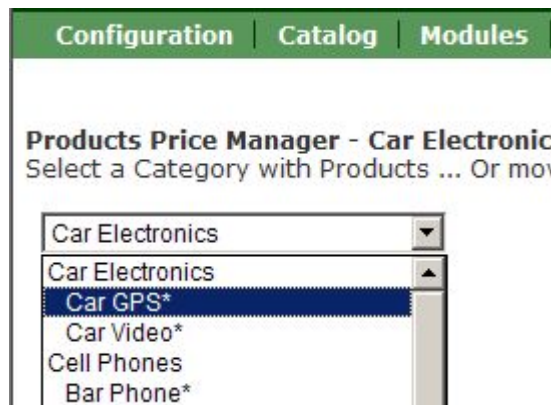 Configuration | Catalog | Modules |
Products Price Manager - Car Electronic
Select a Category with Products ... Or mov
Car Electronics
Car Electronics
Car GPS*
Car Video*
Cell Phones
Bar Phone*